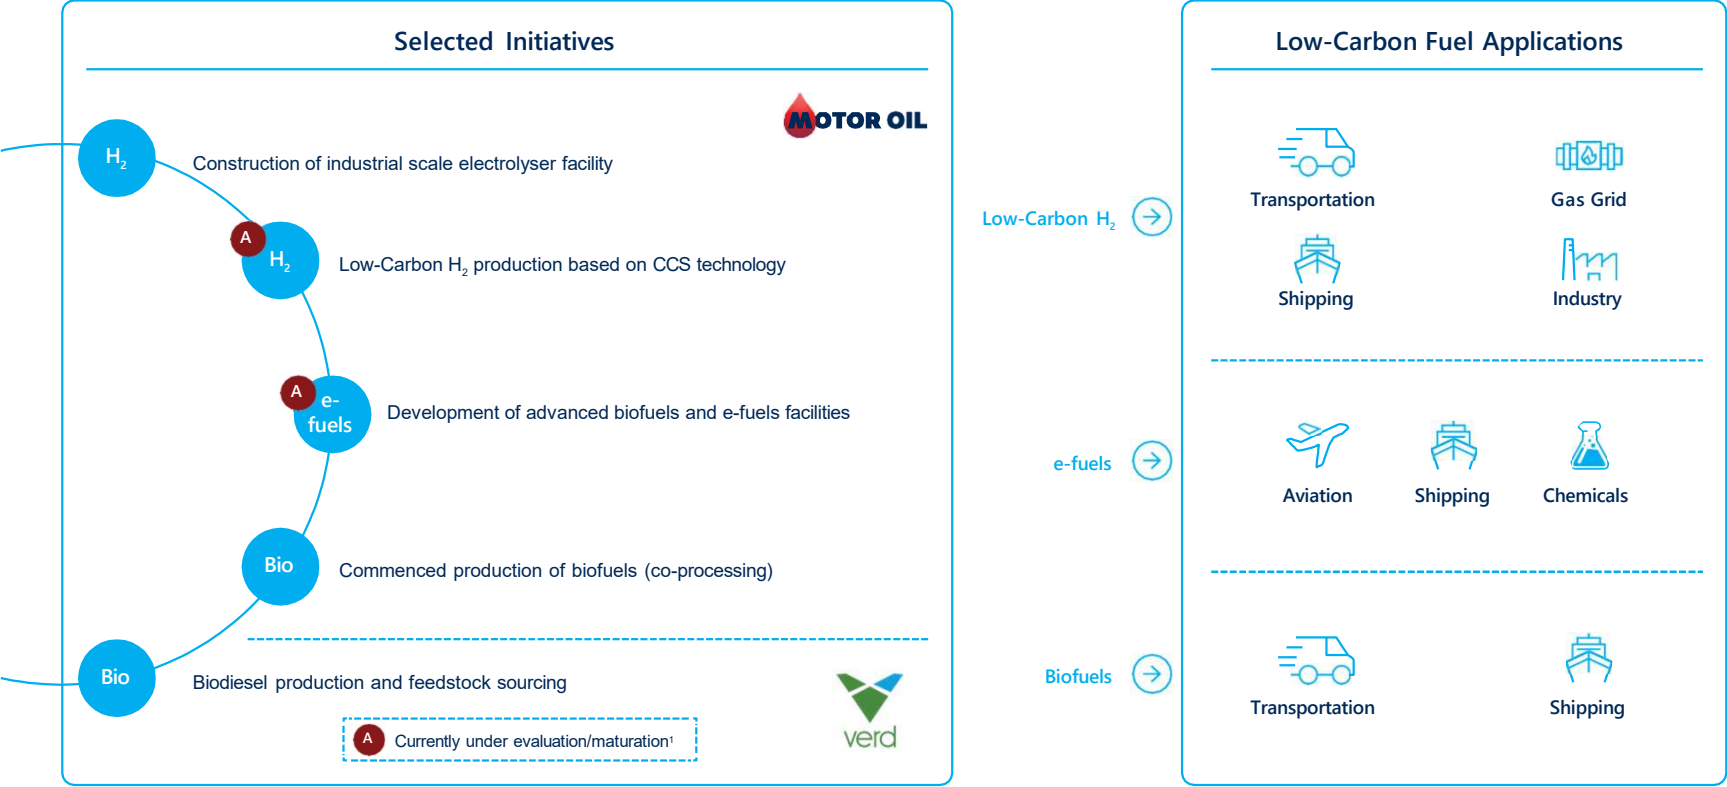 Selected Initiatives
MOTOR OIL
H2
Construction of industrial scale electrolyser facility
A
H2
Low-Carbon H2 production based on CCS technology
A
e-
fuels
Development of advanced biofuels and e-fuels facilities
Bio
Commenced production of biofuels (co-processing)
Bio
Biodiesel production and feedstock sourcing
verd
A
Currently under evaluation/maturation1
Low-Carbon H2
e-fuels
Biofuels
Low-Carbon Fuel Applications
Transportation
Gas Grid
Shipping
Industry
Aviation
Shipping
Chemicals
Transportation
Shipping